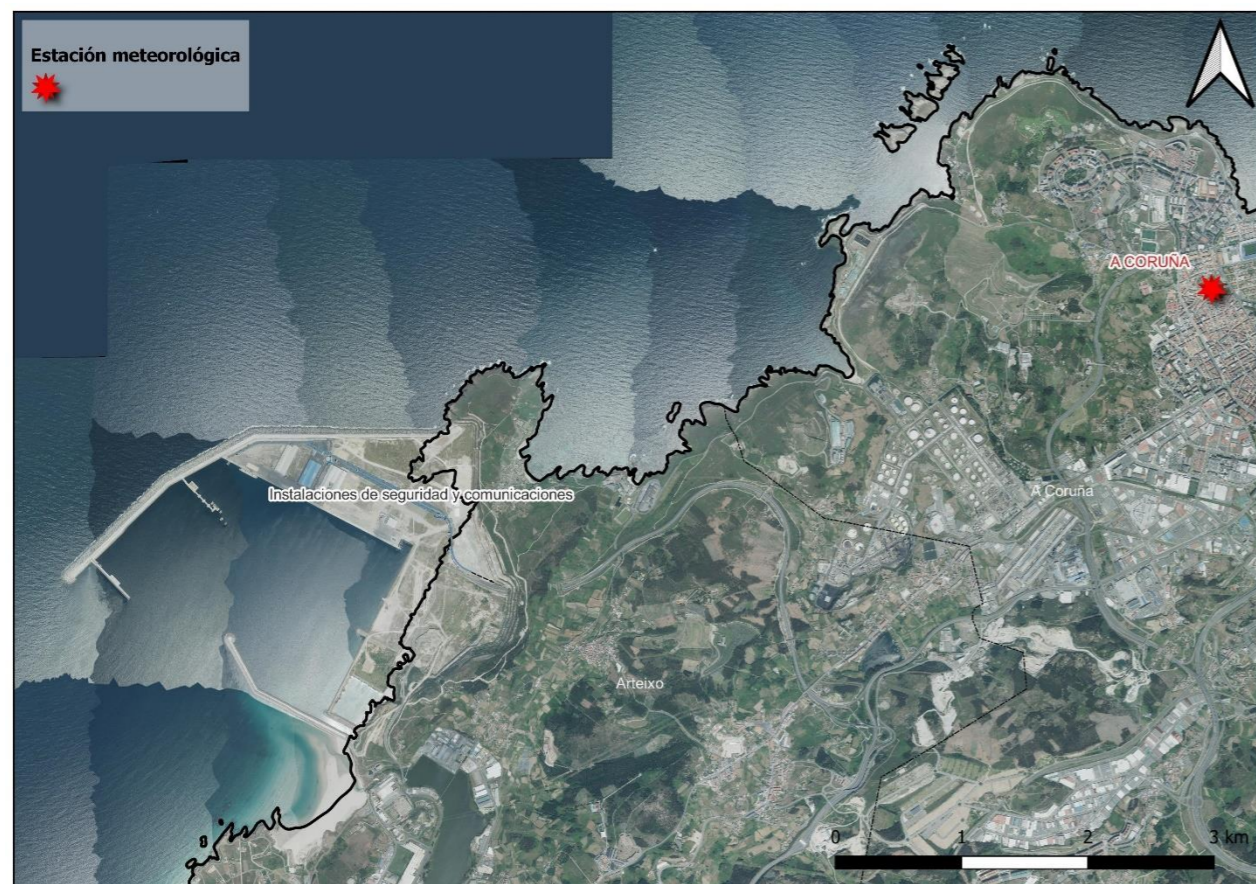 Estación meteorológica
A CORUÑA
Instalaciones de seguridad y comunicaciones
A Coruña
Arteixo
0 1 2 3 km